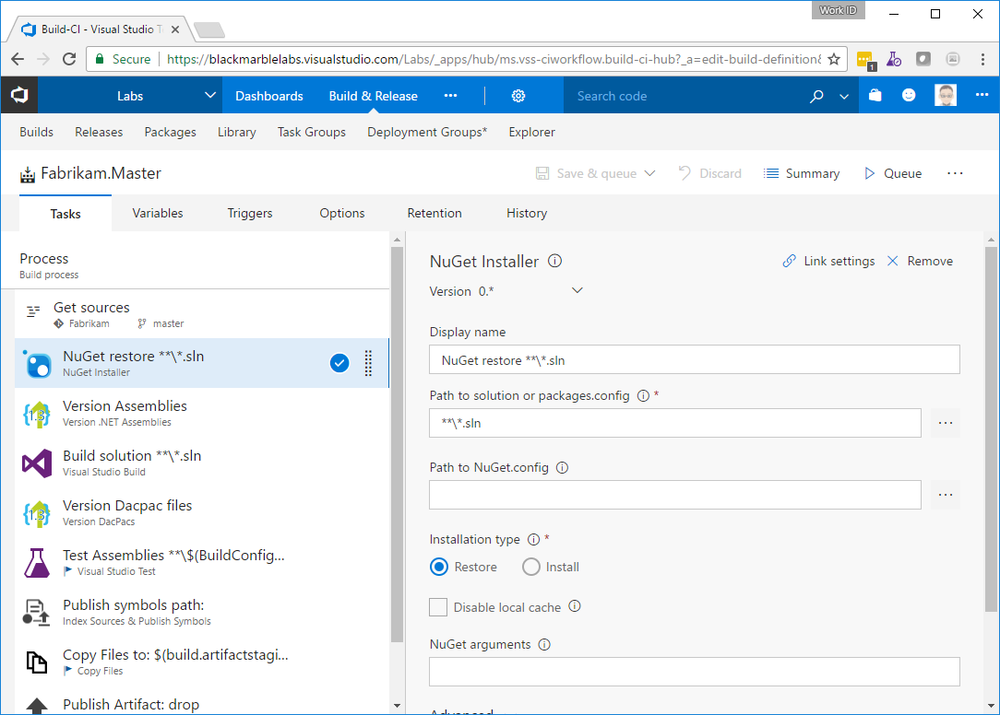 Work ID
Build-CI - Visual Studio T
Secure https://blackmarblelabs.visualstudio.com/Labs/_apps/hub/ms.vss-ciworkflow.build-ci-hub?_a=edit-build-definition&
1
Labs Dashboards Build & Release ··· Search code ···
Builds Releases Packages Library Task Groups Deployment Groups* Explorer
Fabrikam.Master Save & queue Discard Summary Queue ···
Tasks Variables Triggers Options Retention History
Process
Build process
Get sources
Fabrikam master
NuGet restore **\*.sln
NuGet Installer
Version Assemblies
Version .NET Assemblies
Build solution **\*.sln
Visual Studio Build
Version Dacpac files
Version DacPacs
Test Assemblies **\$(BuildConfig...
Visual Studio Test
Publish symbols path:
Index Sources & Publish Symbols
Copy Files to: $(build.artifactstagi...
Copy Files
Publish Artifact: drop
NuGet Installer Link settings Remove
Version 0.*
Display name
NuGet restore **\*.sln
Path to solution or packages.config *
**\*.sln ...
Path to NuGet.config
...
Installation type *
Restore Install
Disable local cache
NuGet arguments
Advanced